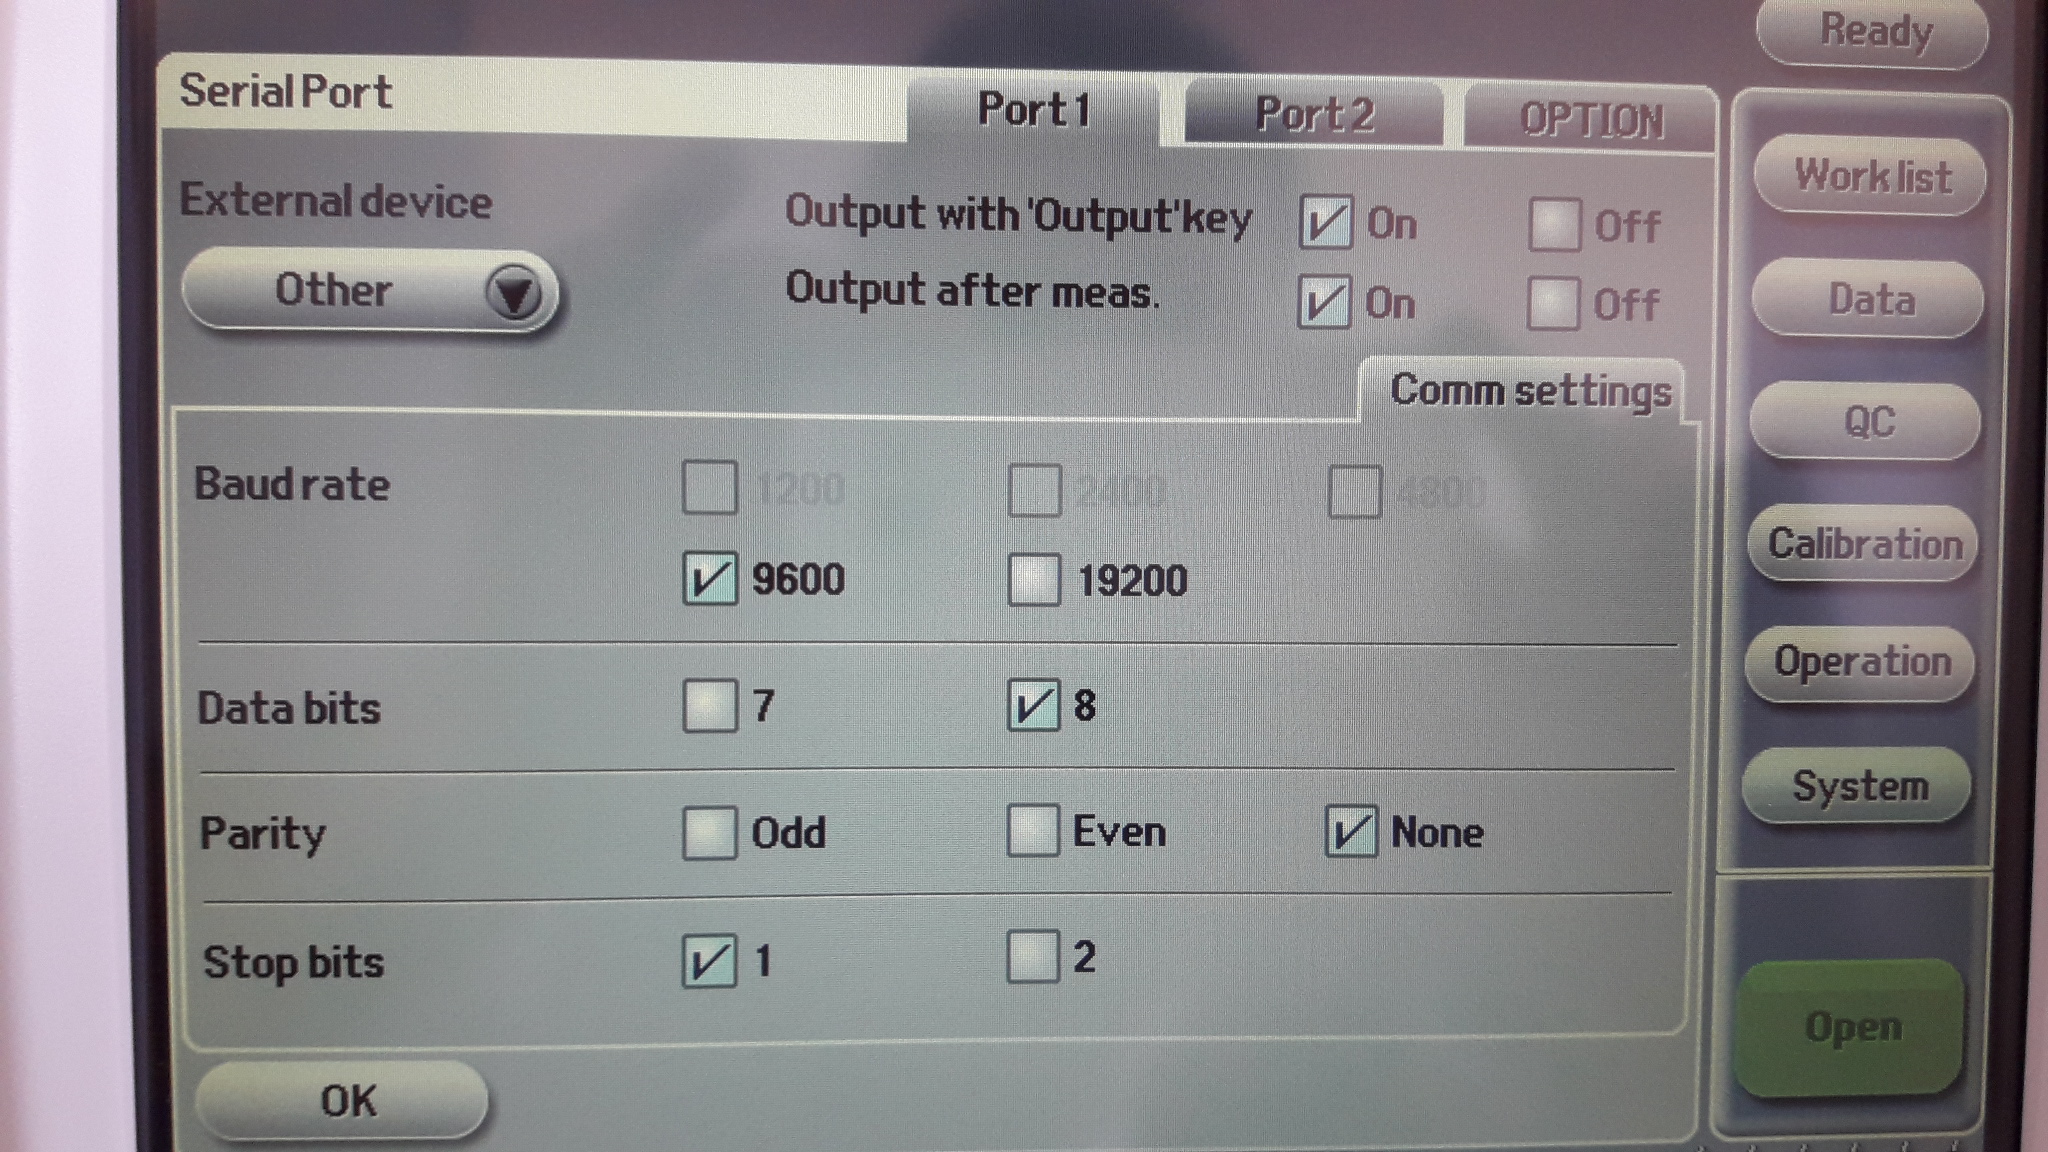 Ready
Serial Port
Port 1
Port 2
OPTION
External device
Other
Output with 'Output' key
On
Off
Output after meas.
On
Off
Comm settings
Baud rate
1200
2400
4800
9600
19200
Data bits
7
8
Parity
Odd
Even
None
Stop bits
1
2
OK
Work list
Data
QC
Calibration
Operation
System
Open